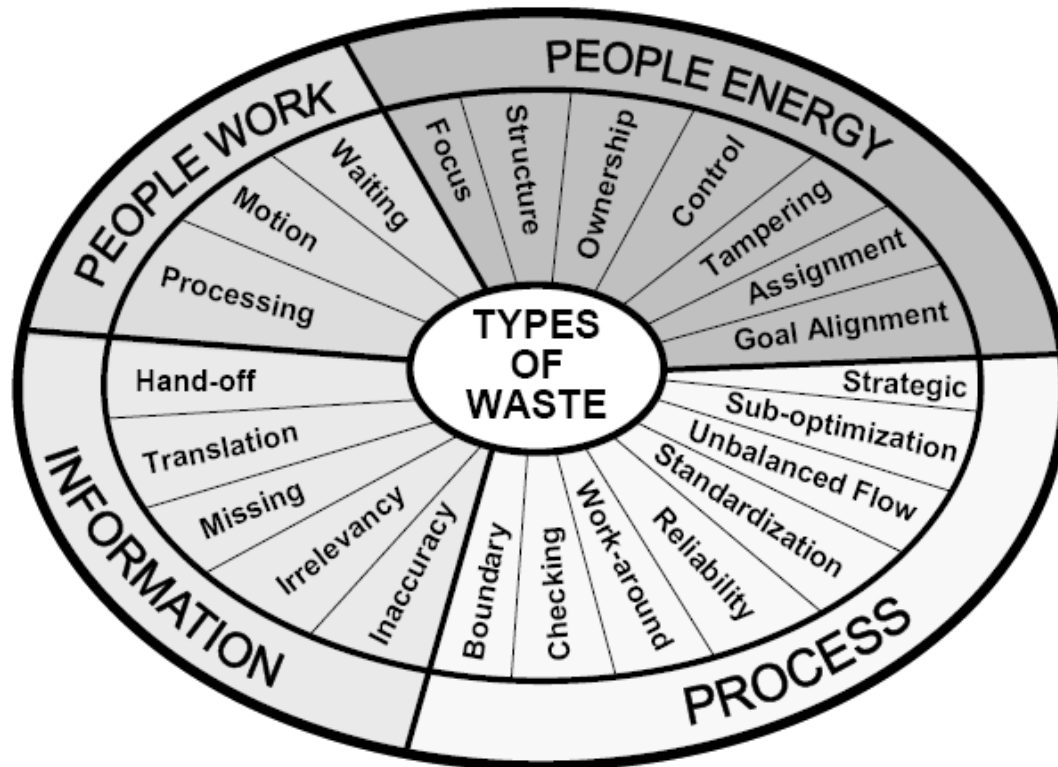 TYPES
OF
WASTE
PEOPLE ENERGY
Focus
Structure
Ownership
Control
Tampering
Assignment
Goal Alignment
PROCESS
Strategic
Sub-optimization
Unbalanced Flow
Standardization
Reliability
Work-around
Checking
Boundary
INFORMATION
Inaccuracy
Irrelevancy
Missing
Translation
Hand-off
PEOPLE WORK
Processing
Motion
Waiting